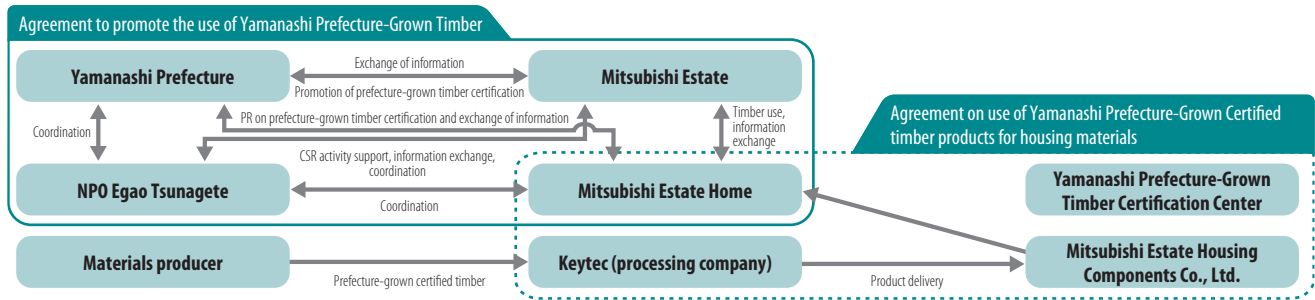 Agreement to promote the use of Yamanashi Prefecture-Grown Timber
Yamanashi Prefecture
Exchange of information
Promotion of prefecture-grown timber certification
Mitsubishi Estate
Coordination
PR on prefecture-grown timber certification and exchange of information
Timber use,
information
exchange
Agreement on use of Yamanashi Prefecture-Grown Certified
timber products for housing materials
NPO Egao Tsunagete
CSR activity support, information exchange,
coordination
Coordination
Mitsubishi Estate Home
Yamanashi Prefecture-Grown
Timber Certification Center
Materials producer
Prefecture-grown certified timber
Keytec (processing company)
Product delivery
Mitsubishi Estate Housing
Components Co., Ltd.